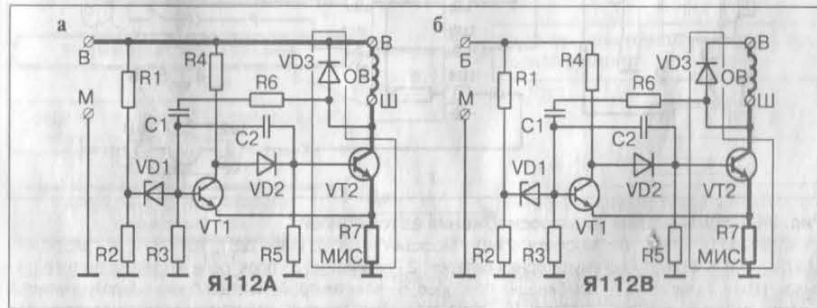 а
В
М
R1
R4
C1
R6
VD3
ОВ
В
Ш
C2
VD1
VT1
VD2
VT2
R2
R3
R5
R7
МИС
Я112А
б
Б
М
R1
R4
C1
R6
VD3
ОВ
В
Ш
C2
VD1
VT1
VD2
VT2
R2
R3
R5
R7
МИС
Я112В